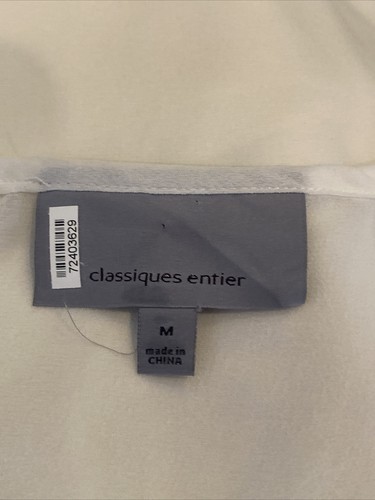 72403629
classiques entier
M
made in
CHINA